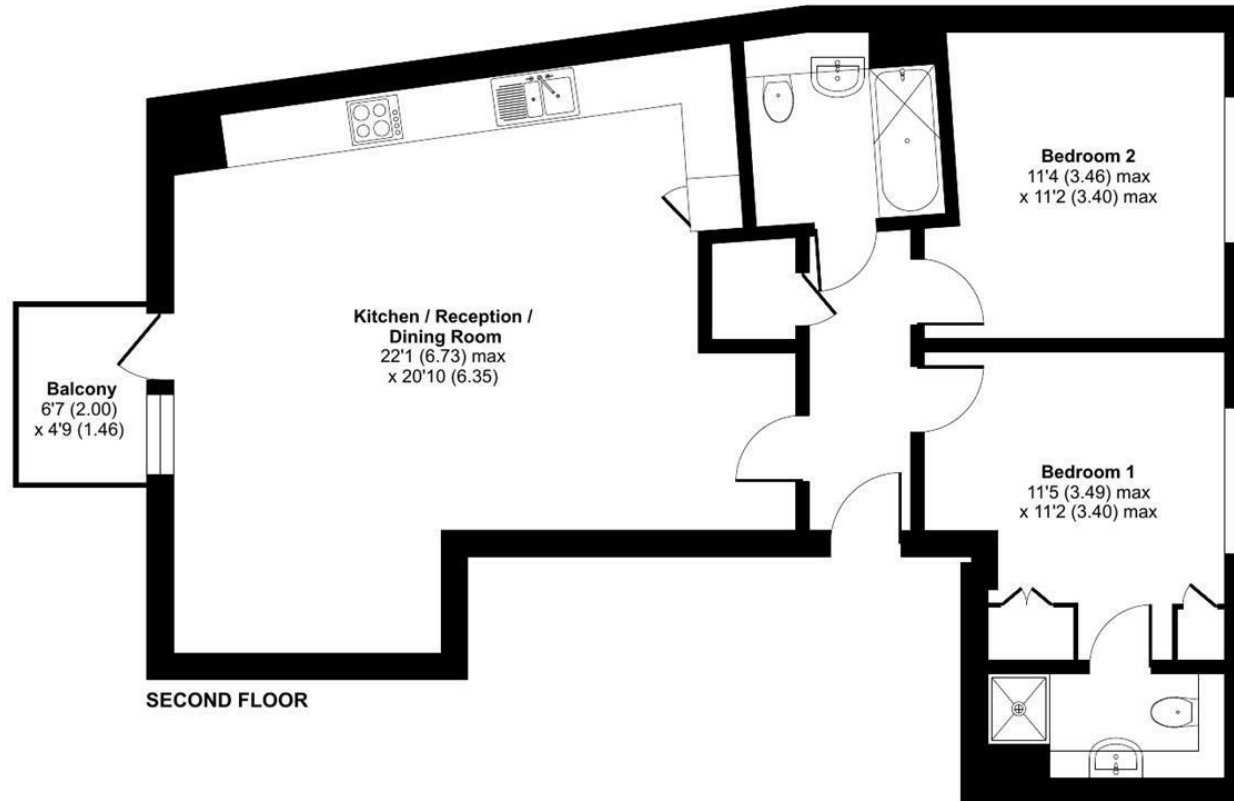 Bedroom 2
11'4 (3.46) max
x 11'2 (3.40) max
Kitchen / Reception /
Dining Room
22'1 (6.73) max
x 20'10 (6.35)
Balcony
6'7 (2.00)
x 4'9 (1.46)
Bedroom 1
11'5 (3.49) max
x 11'2 (3.40) max
SECOND FLOOR